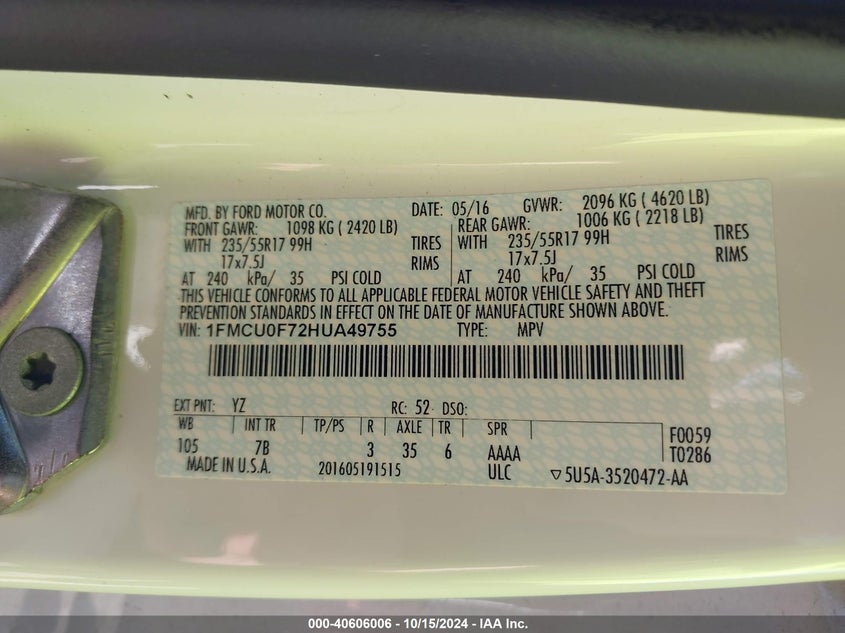 MFD. BY FORD MOTOR CO. DATE: 05/16 GVWR: 2096 KG ( 4620 LB)
FRONT GAWR: 1098 KG ( 2420 LB) REAR GAWR: 1006 KG ( 2218 LB)
WITH 235/55R17 99H TIRES WITH 235/55R17 99H TIRES
17x7.5J RIMS 17x7.5J RIMS
AT 240 kPa/ 35 PSI COLD AT 240 kPa/ 35 PSI COLD
THIS VEHICLE CONFORMS TO ALL APPLICABLE FEDERAL MOTOR VEHICLE SAFETY AND THEFT
PREVENTION STANDARDS IN EFFECT ON THE DATE OF MANUFACTURE SHOWN ABOVE.
VIN: 1FMCU0F72HUA49755 TYPE: MPV
EXT PNT: YZ RC: 52 DSO:
WB INT TR TP/PS R AXLE TR SPR F0059
105 7B 3 35 6 AAAA T0286
MADE IN U.S.A. 201605191515 ULC ▽5U5A-3520472-AA
000-40606006 - 10/15/2024 - IAA Inc.